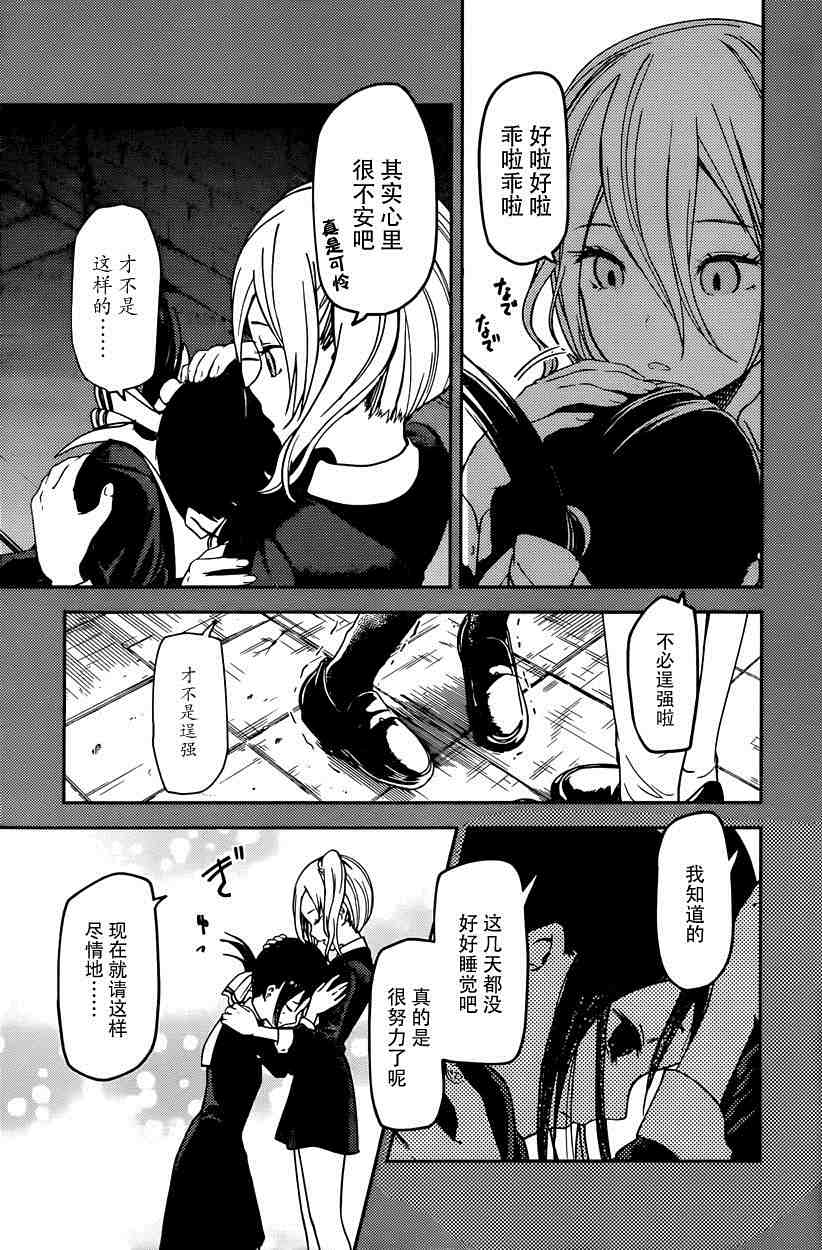 好啦好啦
乖啦乖啦
なで
なで
其实心里
很不安吧
真是可怜
才不是
这样的……
不必逞强啦
才不是逞强
我知道的
这几天都没
好好睡觉吧
真的是
很努力了呢
ぎゅ
现在就请这样
尽情地……